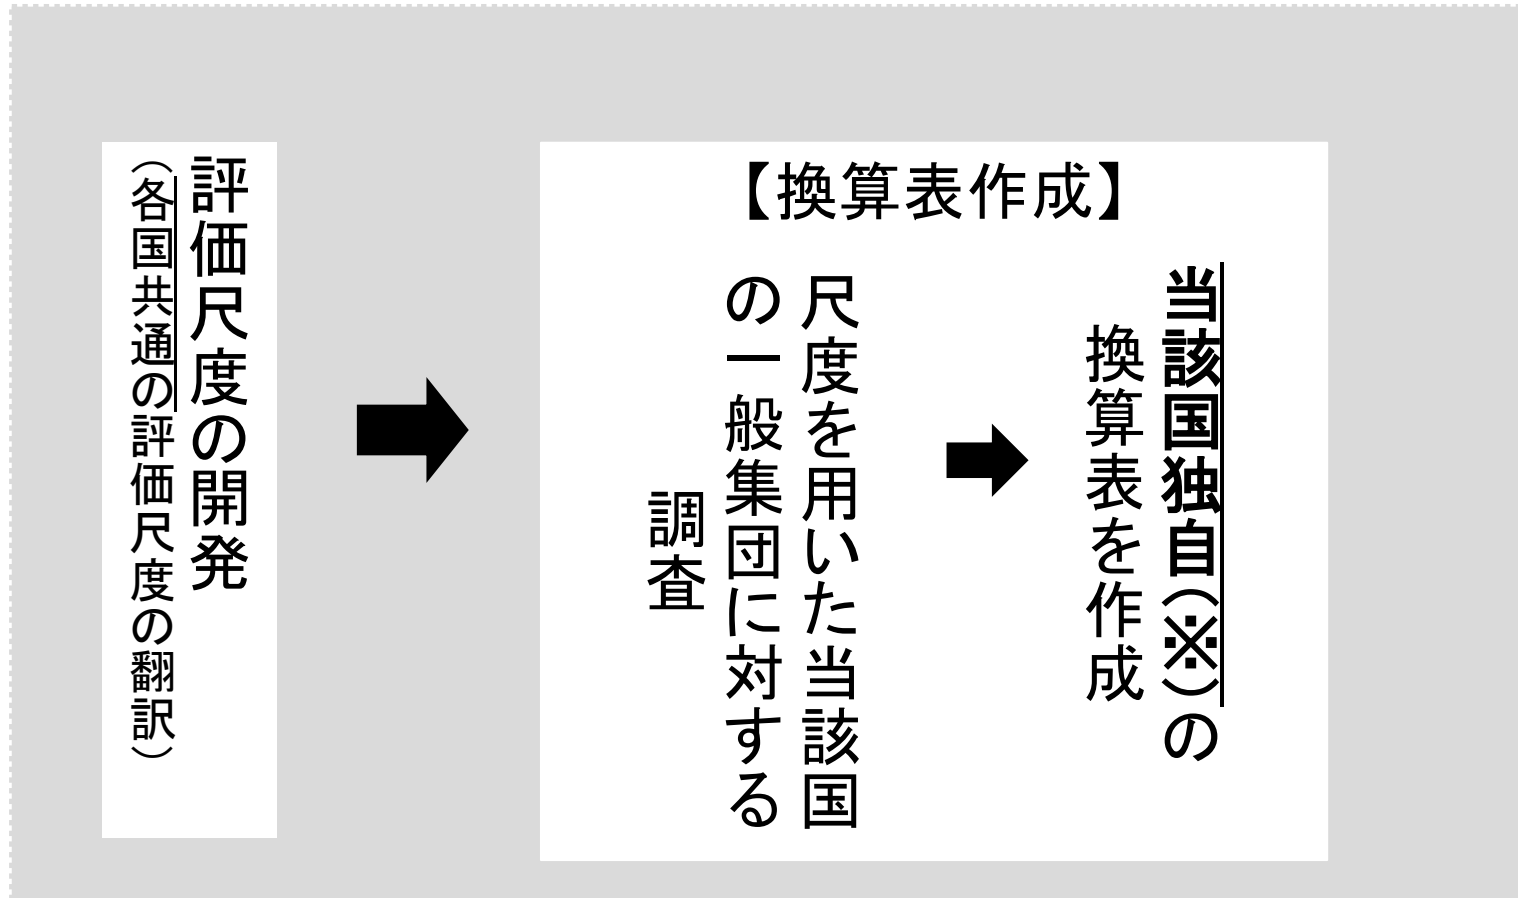 評価尺度の開発
（各国共通の評価尺度の翻訳）
【換算表作成】
尺度を用いた当該国
の一般集団に対する
調査
当該国独自（※）の
換算表を作成